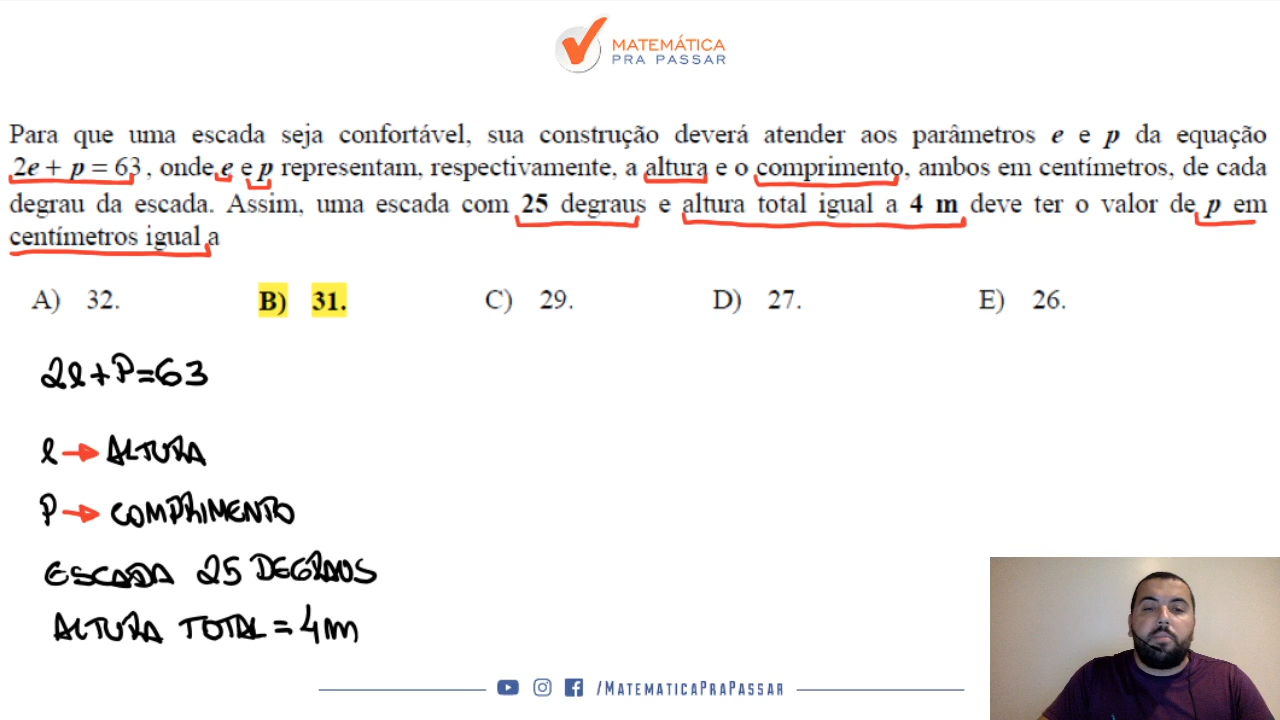 MATEMÁTICA
PRA PASSAR
Para que uma escada seja confortável, sua construção deverá atender aos parâmetros e e p da equação
2e + p = 63, onde e e p representam, respectivamente, a altura e o comprimento, ambos em centímetros, de cada
degrau da escada. Assim, uma escada com 25 degraus e altura total igual a 4 m deve ter o valor de p em
centímetros igual a
A) 32. B) 31. C) 29. D) 27. E) 26.
2e+P=63
e → ALTURA
P → COMPRIMENTO
ESCADA 25 DEGRAUS
ALTURA TOTAL = 4m
/MATEMATICAPRAPASSAR